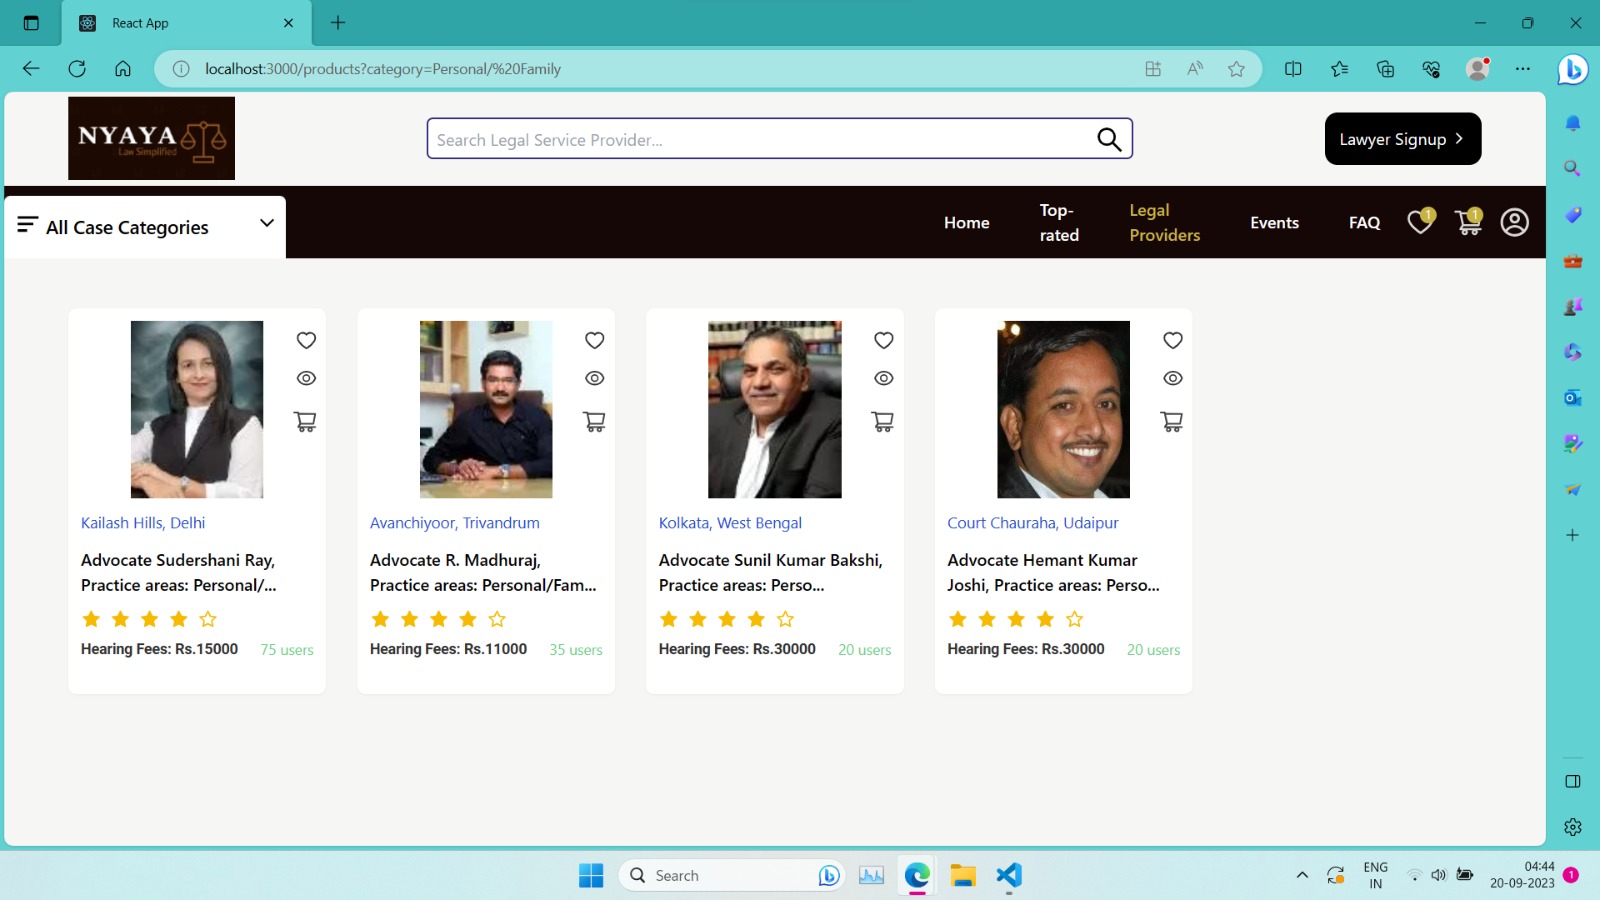 React App
localhost:3000/products?category=Personal/%20Family
NYAYA
Law Simplified
Search Legal Service Provider...
Lawyer Signup
All Case Categories
Home
Top-
rated
Legal
Providers
Events
FAQ
1
1
Kailash Hills, Delhi
Advocate Sudershani Ray,
Practice areas: Personal/...
Hearing Fees: Rs.15000
75 users
Avanchiyoor, Trivandrum
Advocate R. Madhuraj,
Practice areas: Personal/Fam...
Hearing Fees: Rs.11000
35 users
Kolkata, West Bengal
Advocate Sunil Kumar Bakshi,
Practice areas: Perso...
Hearing Fees: Rs.30000
20 users
Court Chauraha, Udaipur
Advocate Hemant Kumar
Joshi, Practice areas: Perso...
Hearing Fees: Rs.30000
20 users
Search
ENG
IN
04:44
20-09-2023
1